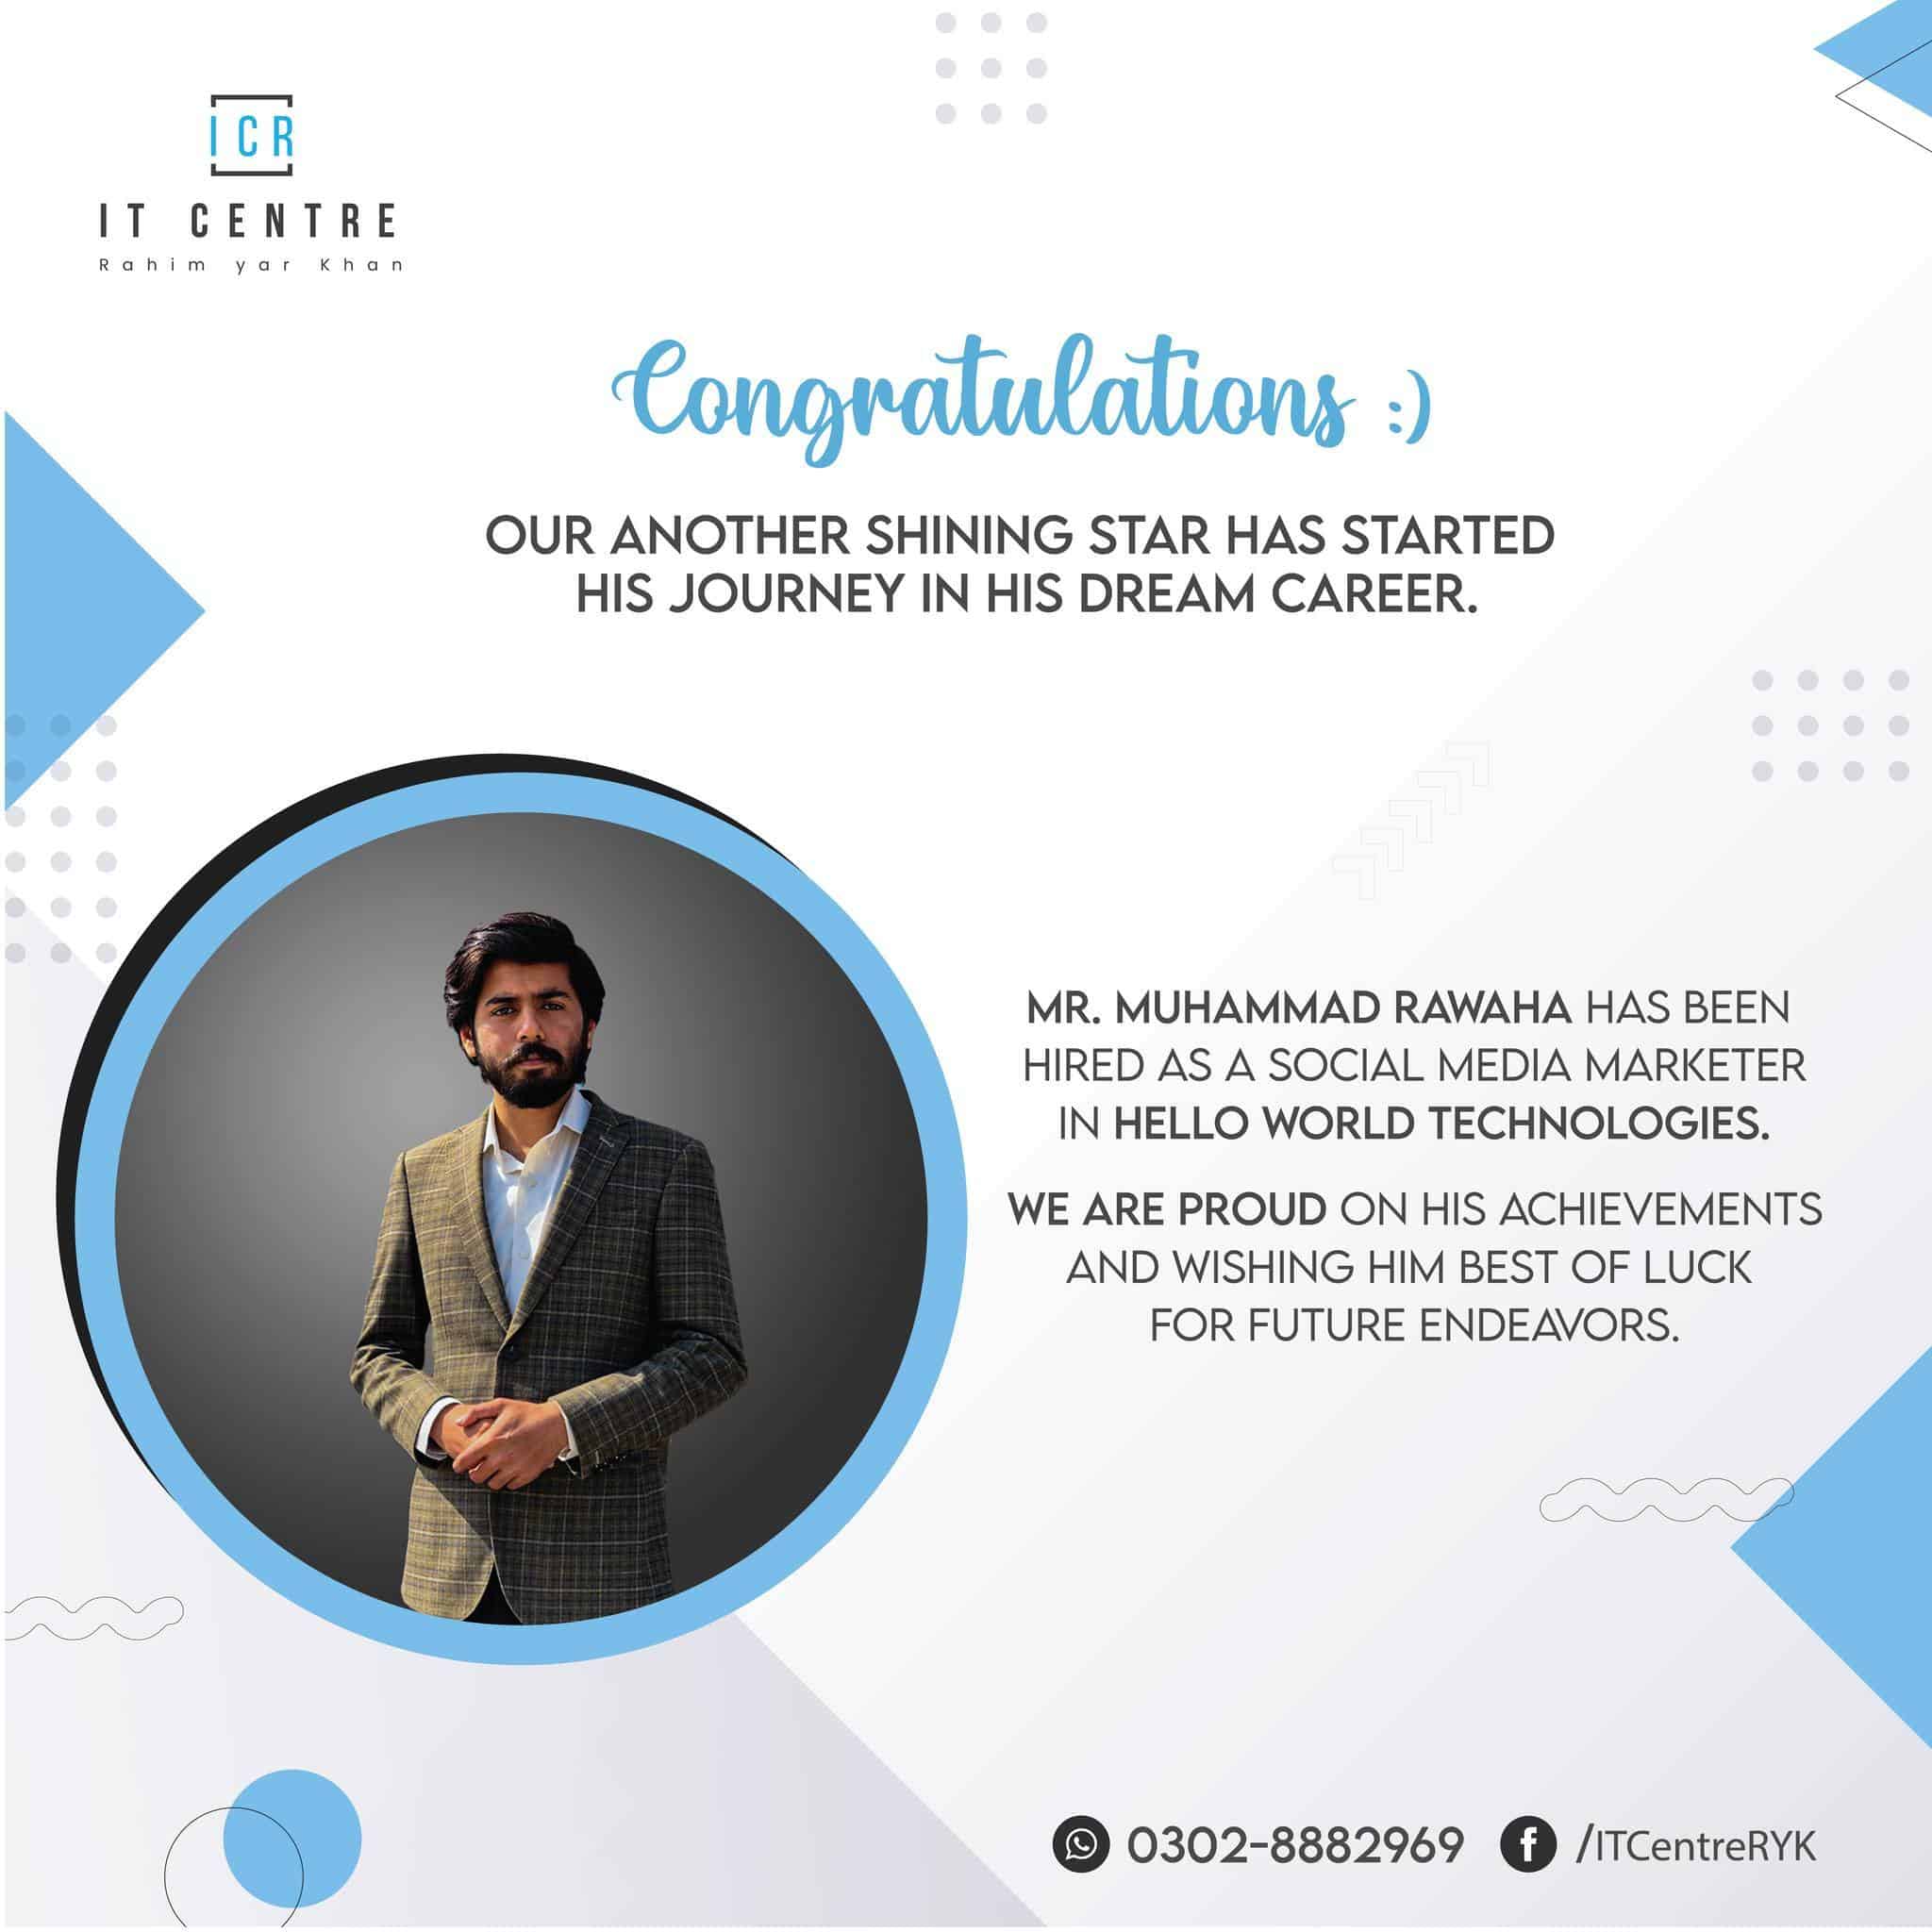 ICR
IT CENTRE
Rahim yar Khan
Congratulations :)
OUR ANOTHER SHINING STAR HAS STARTED
HIS JOURNEY IN HIS DREAM CAREER.
MR. MUHAMMAD RAWAHA HAS BEEN
HIRED AS A SOCIAL MEDIA MARKETER
IN HELLO WORLD TECHNOLOGIES.
WE ARE PROUD ON HIS ACHIEVEMENTS
AND WISHING HIM BEST OF LUCK
FOR FUTURE ENDEAVORS.
0302-8882969 /ITCentreRYK